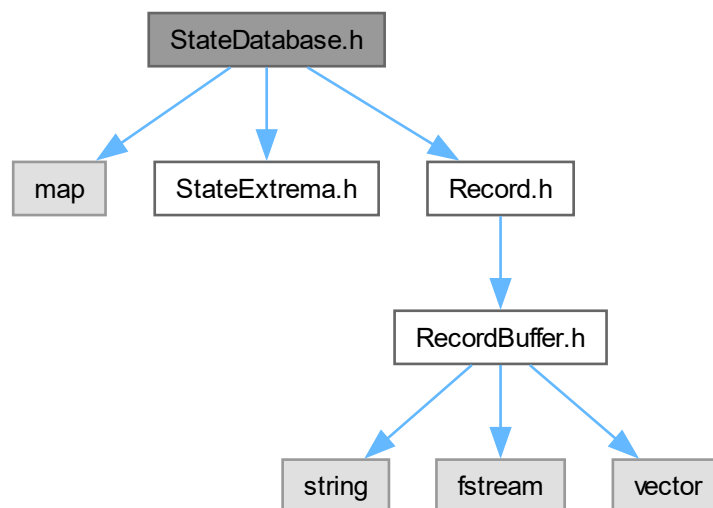 StateDatabase.h
map
StateExtrema.h
Record.h
RecordBuffer.h
string
fstream
vector